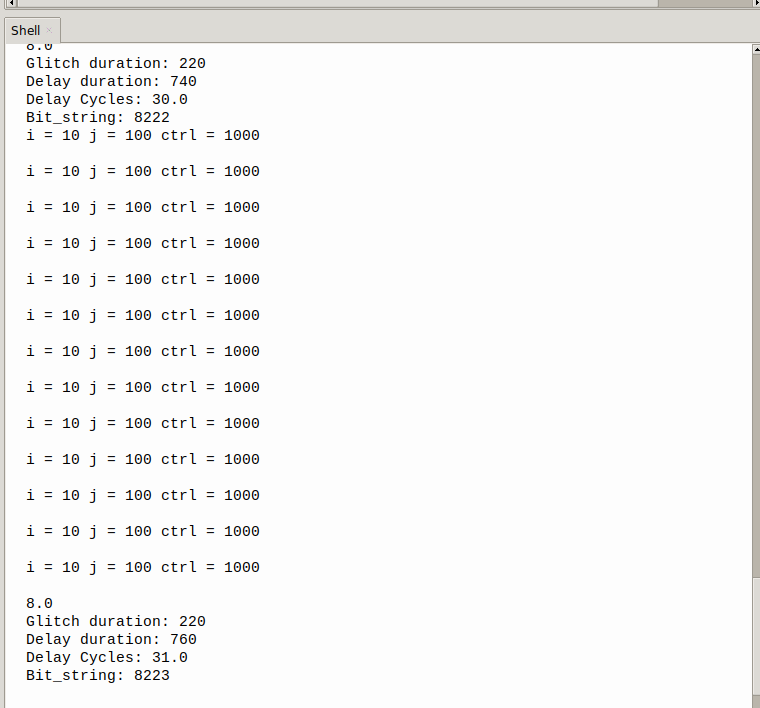 Shell
8.0
Glitch duration: 220
Delay duration: 740
Delay Cycles: 30.0
Bit_string: 8222
i = 10 j = 100 ctrl = 1000
i = 10 j = 100 ctrl = 1000
i = 10 j = 100 ctrl = 1000
i = 10 j = 100 ctrl = 1000
i = 10 j = 100 ctrl = 1000
i = 10 j = 100 ctrl = 1000
i = 10 j = 100 ctrl = 1000
i = 10 j = 100 ctrl = 1000
i = 10 j = 100 ctrl = 1000
i = 10 j = 100 ctrl = 1000
i = 10 j = 100 ctrl = 1000
i = 10 j = 100 ctrl = 1000
i = 10 j = 100 ctrl = 1000
8.0
Glitch duration: 220
Delay duration: 760
Delay Cycles: 31.0
Bit_string: 8223